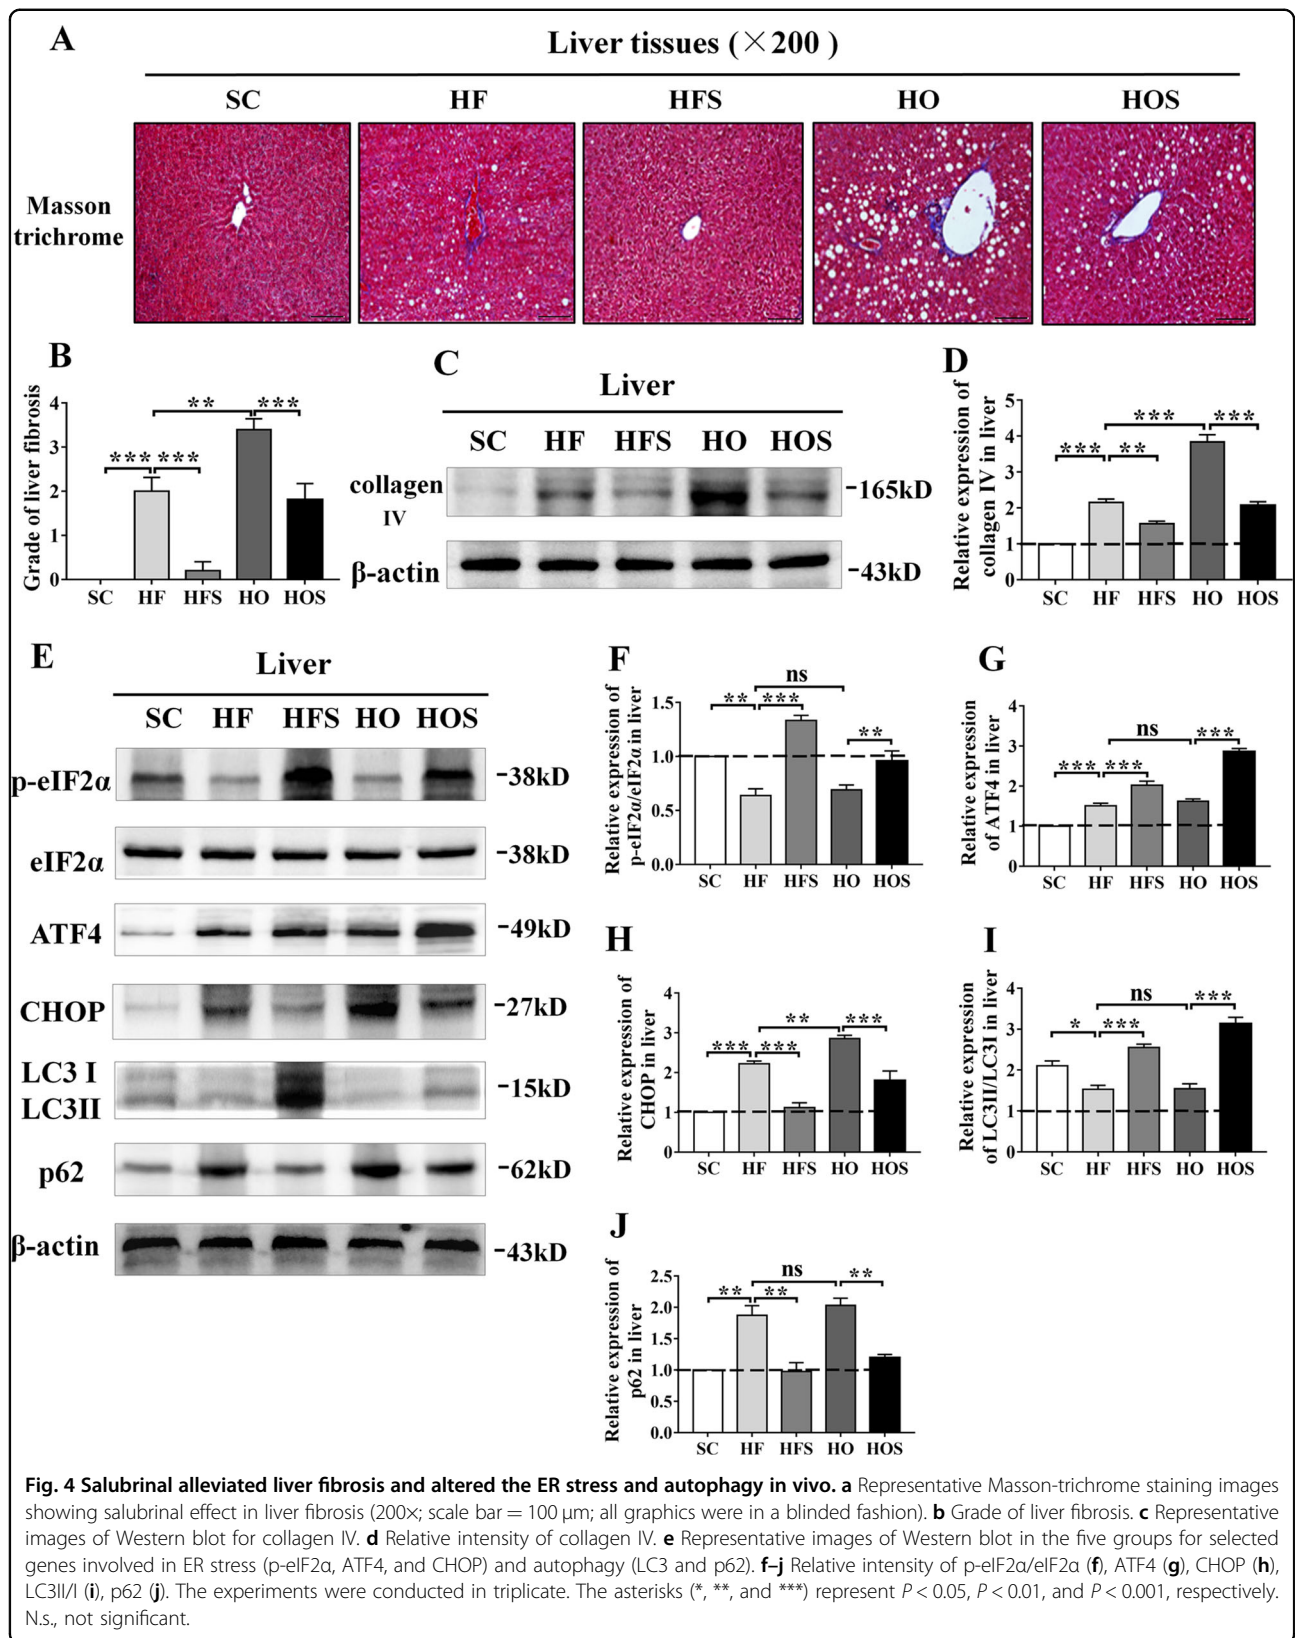 A
Liver tissues (×200 )
SC HF HFS HO HOS
Masson
trichrome
B
Grade of liver fibrosis
4
3
2
1
0
*** *** ** ***
SC HF HFS HO HOS
C
Liver
SC HF HFS HO HOS
collagen
IV
-165kD
β-actin
-43kD
D
Relative expression of
collagen IV in liver
5
4
3
2
1
0
*** ** *** ***
SC HF HFS HO HOS
E
Liver
SC HF HFS HO HOS
p-eIF2α -38kD
eIF2α -38kD
ATF4 -49kD
CHOP -27kD
LC3 I
LC3II
-15kD
p62 -62kD
β-actin -43kD
F
Relative expression of
p-eIF2α/eIF2α in liver
1.5
1.0
0.5
0.0
** *** ns **
SC HF HFS HO HOS
G
Relative expression
of ATF4 in liver
4
3
2
1
0
*** *** ns ***
SC HF HFS HO HOS
H
Relative expression of
CHOP in liver
4
3
2
1
0
*** *** ** ***
SC HF HFS HO HOS
I
Relative expression
of LC3II/LC3I in liver
4
3
2
1
0
* *** ns ***
SC HF HFS HO HOS
J
Relative expression of
p62 in liver
2.5
2.0
1.5
1.0
0.5
0.0
** ** ns **
SC HF HFS HO HOS
Fig. 4 Salubrinal alleviated liver fibrosis and altered the ER stress and autophagy in vivo. a Representative Masson-trichrome staining images
showing salubrinal effect in liver fibrosis (200×; scale bar = 100 μm; all graphics were in a blinded fashion). b Grade of liver fibrosis. c Representative
images of Western blot for collagen IV. d Relative intensity of collagen IV. e Representative images of Western blot in the five groups for selected
genes involved in ER stress (p-eIF2α, ATF4, and CHOP) and autophagy (LC3 and p62). f–j Relative intensity of p-eIF2α/eIF2α (f), ATF4 (g), CHOP (h),
LC3II/I (i), p62 (j). The experiments were conducted in triplicate. The asterisks (*, **, and ***) represent P < 0.05, P < 0.01, and P < 0.001, respectively.
N.s., not significant.